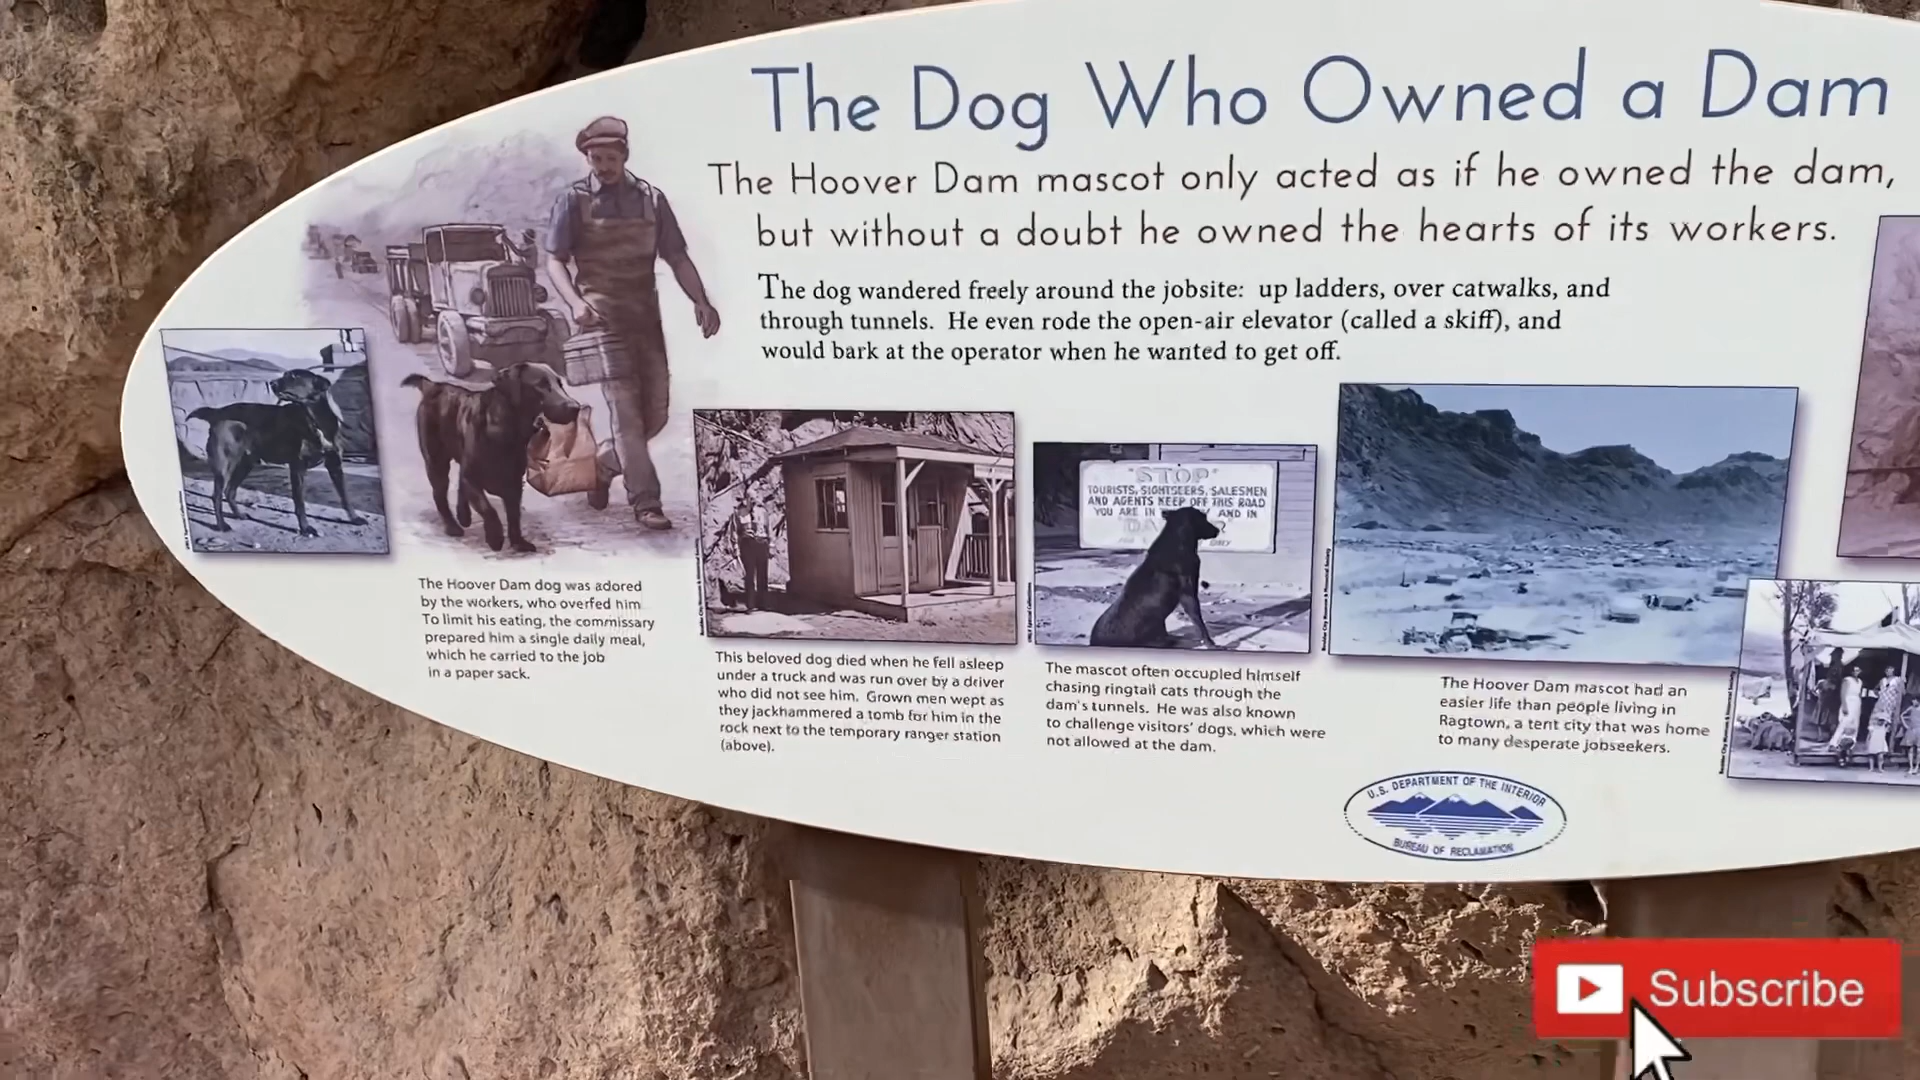 The Dog Who Owned a Dam
The Hoover Dam mascot only acted as if he owned the dam,
but without a doubt he owned the hearts of its workers.
The dog wandered freely around the jobsite: up ladders, over catwalks, and
through tunnels. He even rode the open-air elevator (called a skiff), and
would bark at the operator when he wanted to get off.
The Hoover Dam dog was adored
by the workers, who overfed him
To limit his eating, the commissary
prepared him a single daily meal,
which he carried to the job
in a paper sack.
This beloved dog died when he fell asleep
under a truck and was run over by a driver
who did not see him. Grown men wept as
they jackhammered a tomb for him in the
rock next to the temporary ranger station
(above).
"STOP"
TOURISTS, SIGHTSEERS, SALESMEN
AND AGENTS KEEP OFF THIS ROAD
YOU ARE IN AND IN
ONLY
The mascot often occupied himself
chasing ringtail cats through the
dam's tunnels. He was also known
to challenge visitors' dogs, which were
not allowed at the dam.
The Hoover Dam mascot had an
easier life than people living in
Ragtown, a tent city that was home
to many desperate jobseekers.
U.S. DEPARTMENT OF THE INTERIOR
BUREAU OF RECLAMATION
Subscribe